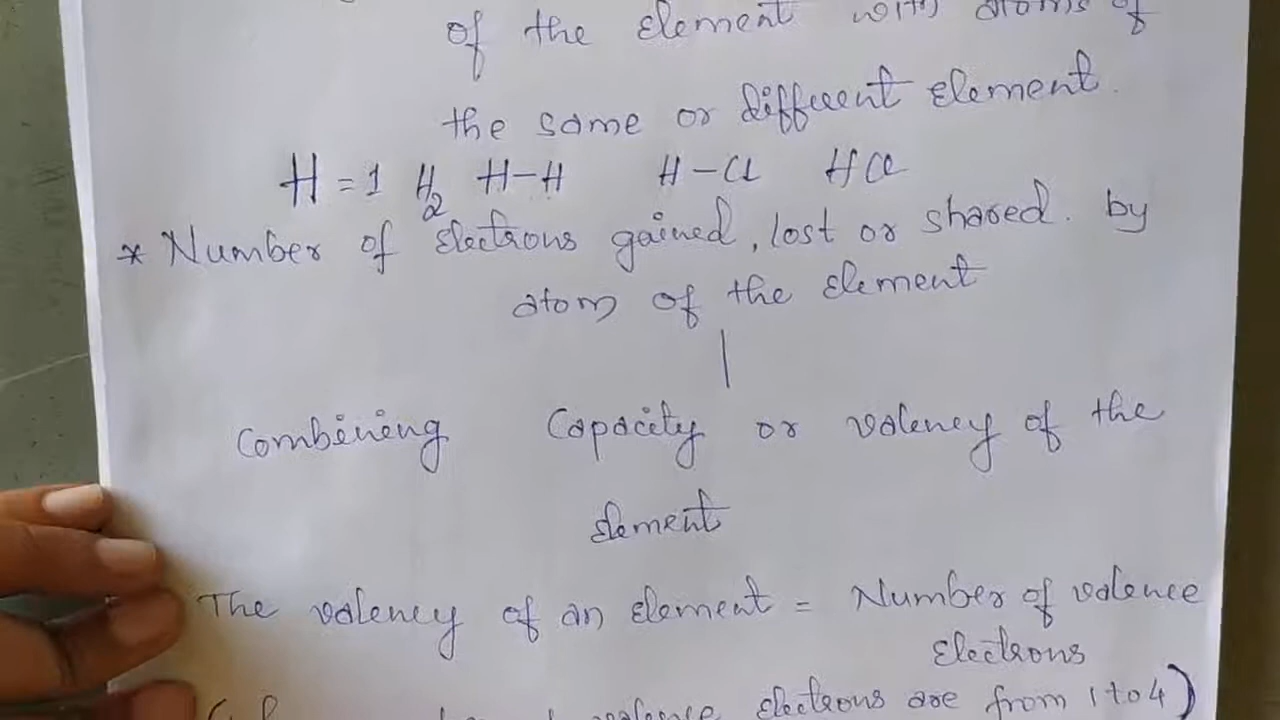 of the element with atoms of
the same or different element.
H = 1 H2 H-H H-Cl HCl
* Number of electrons gained, lost or shared. by
atom of the element
|
Combining Capacity or valency of the
element
The valency of an element = Number of valence
Electrons
valence electrons are from 1 to 4)